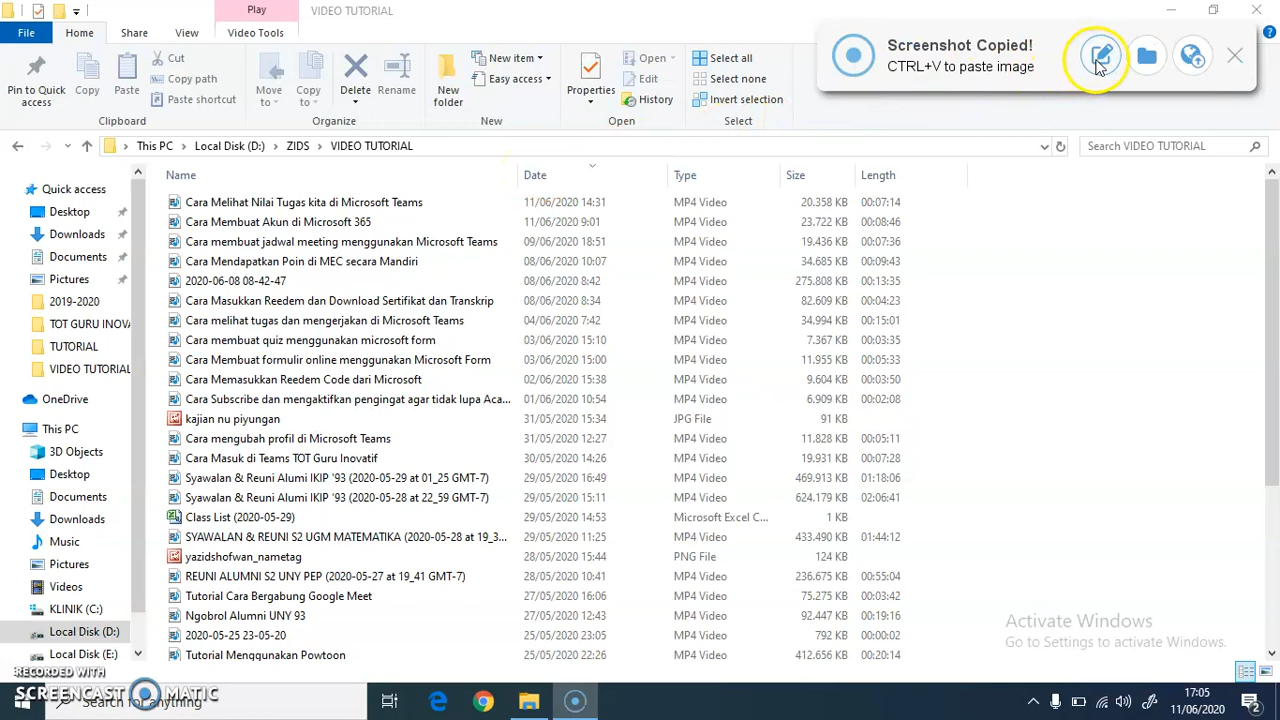 Play
VIDEO TUTORIAL
File
Home
Share
View
Video Tools
Screenshot Copied!
CTRL+V to paste image
Pin to Quick access
Copy
Paste
Cut
Copy path
Paste shortcut
Clipboard
Move to
Copy to
Delete
Rename
Organize
New folder
New item
Easy access
New
Properties
Open
Edit
History
Open
Select all
Select none
Invert selection
Select
This PC > Local Disk (D:) > ZIDS > VIDEO TUTORIAL
Search VIDEO TUTORIAL
Quick access
Desktop
Downloads
Documents
Pictures
2019-2020
TOT GURU INOVA
TUTORIAL
VIDEO TUTORIAL
OneDrive
This PC
3D Objects
Desktop
Documents
Downloads
Music
Pictures
Videos
KLINIK (C:)
Local Disk (D:)
Local Disk (E:)
Name Date Type Size Length
Cara Melihat Nilai Tugas kita di Microsoft Teams 11/06/2020 14:31 MP4 Video 20.358 KB 00:07:14
Cara Membuat Akun di Microsoft 365 11/06/2020 9:01 MP4 Video 23.722 KB 00:08:46
Cara membuat jadwal meeting menggunakan Microsoft Teams 09/06/2020 18:51 MP4 Video 19.436 KB 00:07:36
Cara Mendapatkan Poin di MEC secara Mandiri 08/06/2020 10:07 MP4 Video 34.685 KB 00:09:43
2020-06-08 08-42-47 08/06/2020 8:42 MP4 Video 275.808 KB 00:13:35
Cara Masukkan Reedem dan Download Sertifikat dan Transkrip 08/06/2020 8:34 MP4 Video 82.609 KB 00:04:23
Cara melihat tugas dan mengerjakan di Microsoft Teams 04/06/2020 7:42 MP4 Video 34.994 KB 00:15:01
Cara membuat quiz menggunakan microsoft form 03/06/2020 15:10 MP4 Video 7.367 KB 00:03:35
Cara Membuat formulir online menggunakan Microsoft Form 03/06/2020 15:00 MP4 Video 11.955 KB 00:05:33
Cara Memasukkan Reedem Code dari Microsoft 02/06/2020 15:38 MP4 Video 9.604 KB 00:03:50
Cara Subscribe dan mengaktifkan pengingat agar tidak lupa Aca... 01/06/2020 10:54 MP4 Video 6.909 KB 00:02:08
kajian nu piyungan 31/05/2020 15:34 JPG File 91 KB
Cara mengubah profil di Microsoft Teams 31/05/2020 12:27 MP4 Video 11.828 KB 00:05:11
Cara Masuk di Teams TOT Guru Inovatif 30/05/2020 14:26 MP4 Video 19.931 KB 00:07:28
Syawalan & Reuni Alumi IKIP '93 (2020-05-29 at 01_25 GMT-7) 29/05/2020 16:49 MP4 Video 469.913 KB 01:18:06
Syawalan & Reuni Alumi IKIP '93 (2020-05-28 at 22_59 GMT-7) 29/05/2020 15:11 MP4 Video 624.179 KB 02:06:41
Class List (2020-05-29) 29/05/2020 14:53 Microsoft Excel C... 1 KB
SYAWALAN & REUNI S2 UGM MATEMATIKA (2020-05-28 at 19_3... 29/05/2020 11:25 MP4 Video 433.490 KB 01:44:12
yazidshofwan_nametag 28/05/2020 15:44 PNG File 124 KB
REUNI ALUMNI S2 UNY PEP (2020-05-27 at 19_41 GMT-7) 28/05/2020 10:41 MP4 Video 236.675 KB 00:55:04
Tutorial Cara Bergabung Google Meet 27/05/2020 16:06 MP4 Video 75.275 KB 00:03:42
Ngobrol Alumni UNY 93 27/05/2020 12:43 MP4 Video 92.447 KB 00:19:16
2020-05-25 23-05-20 25/05/2020 23:05 MP4 Video 792 KB 00:00:02
Tutorial Menggunakan Powtoon 25/05/2020 22:26 MP4 Video 412.656 KB 00:20:14
Activate Windows
Go to Settings to activate Windows.
RECORDED WITH
SCREENCAST MATIC
Search for anything
17:05
11/06/2020
2